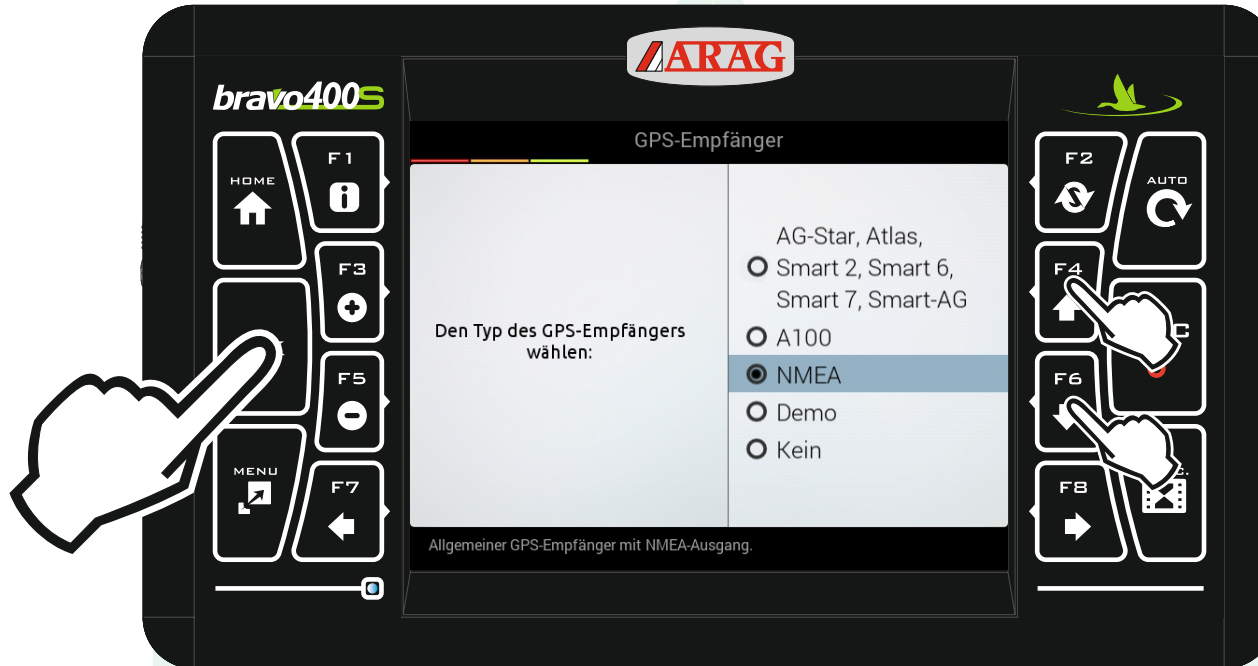 ARAG
bravo400S
GPS-Empfänger
HOME
F1
F2
AUTO
F3
F4
AG-Star, Atlas,
Smart 2, Smart 6,
Smart 7, Smart-AG
A100
NMEA
Demo
Kein
Den Typ des GPS-Empfängers
wählen:
F5
F6
MENU
F7
F8
Allgemeiner GPS-Empfänger mit NMEA-Ausgang.